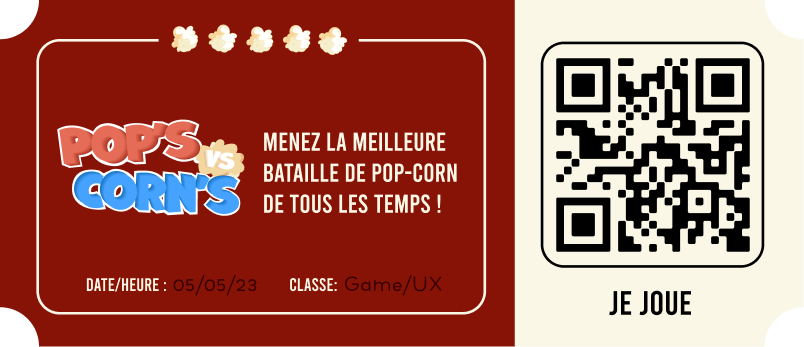 POP'S
VS
CORN'S
MENEZ LA MEILLEURE
BATAILLE DE POP-CORN
DE TOUS LES TEMPS !
DATE/HEURE : 05/05/23
CLASSE: Game/UX
JE JOUE